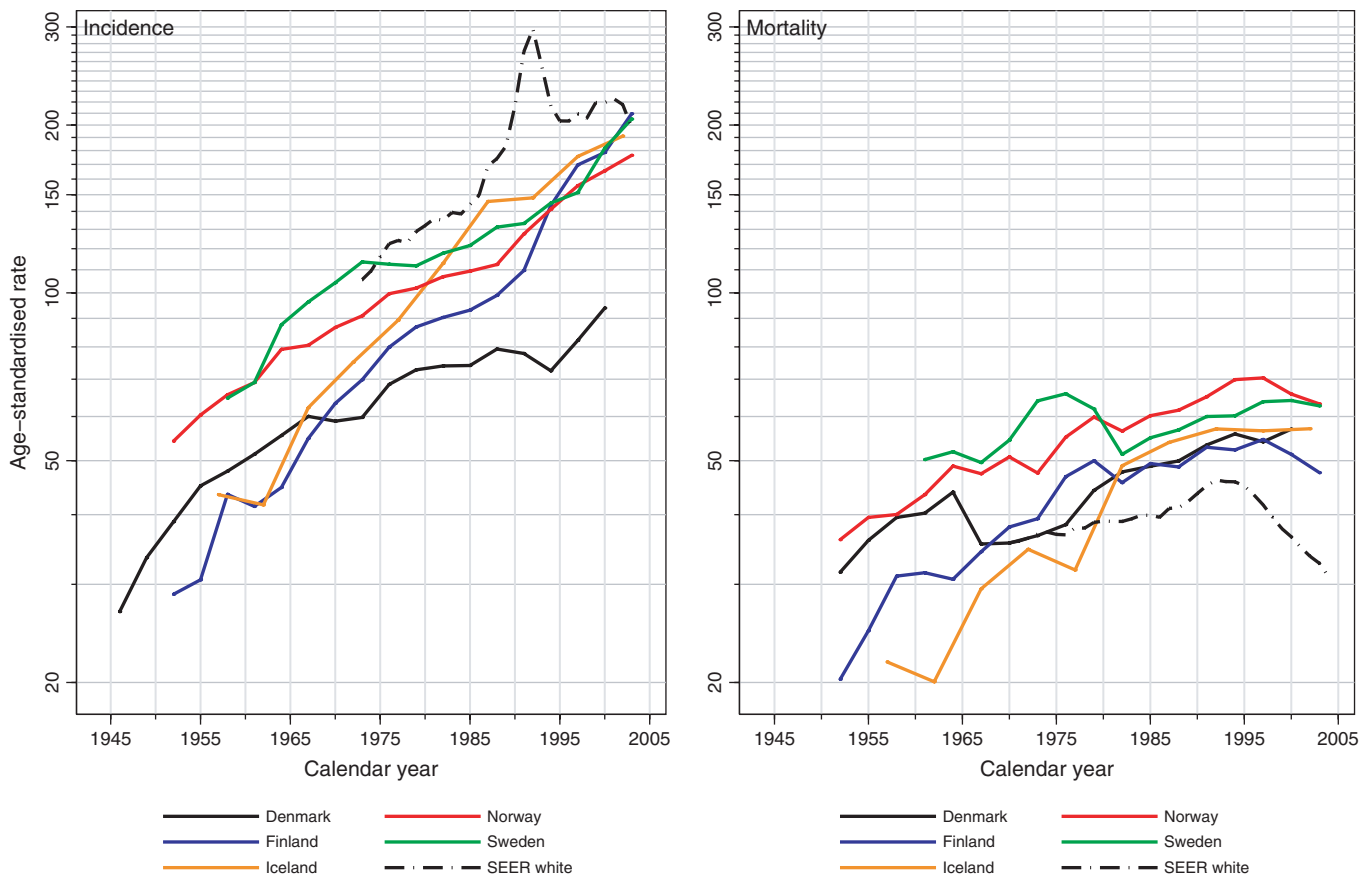 Incidence
Mortality
Age–standardised rate
300
200
150
100
50
20
1945 1955 1965 1975 1985 1995 2005
Calendar year
300
200
150
100
50
20
1945 1955 1965 1975 1985 1995 2005
Calendar year
Denmark Norway
Finland Sweden
Iceland SEER white
Denmark Norway
Finland Sweden
Iceland SEER white